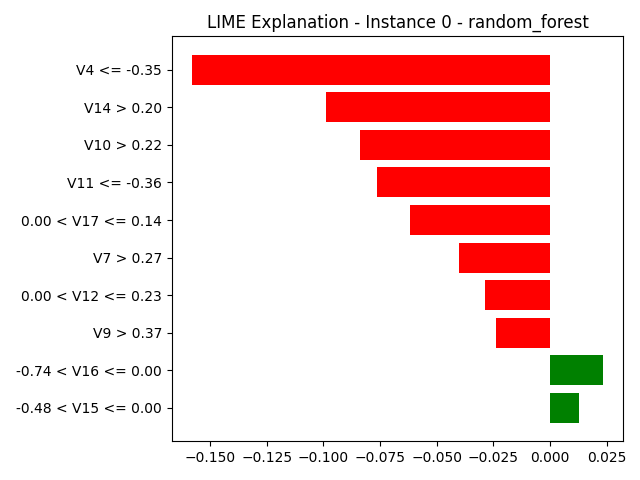 LIME Explanation - Instance 0 - random_forest
V4 <= -0.35
V14 > 0.20
V10 > 0.22
V11 <= -0.36
0.00 < V17 <= 0.14
V7 > 0.27
0.00 < V12 <= 0.23
V9 > 0.37
-0.74 < V16 <= 0.00
-0.48 < V15 <= 0.00
−0.150 −0.125 −0.100 −0.075 −0.050 −0.025 0.000 0.025